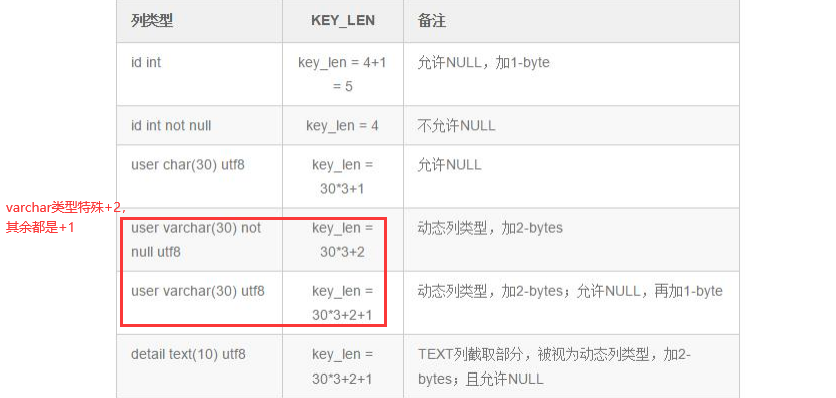 列类型 KEY_LEN 备注
id int key_len = 4+1 允许NULL，加1-byte
= 5
id int not null key_len = 4 不允许NULL
user char(30) utf8 key_len = 允许NULL
30*3+1
varchar类型特殊+2，
其余都是+1
user varchar(30) not key_len = 动态列类型，加2-bytes
null utf8 30*3+2
user varchar(30) utf8 key_len = 动态列类型，加2-bytes；允许NULL，再加1-byte
30*3+2+1
detail text(10) utf8 key_len = TEXT列截取部分，被视为动态列类型，加2-
30*3+2+1 bytes；且允许NULL